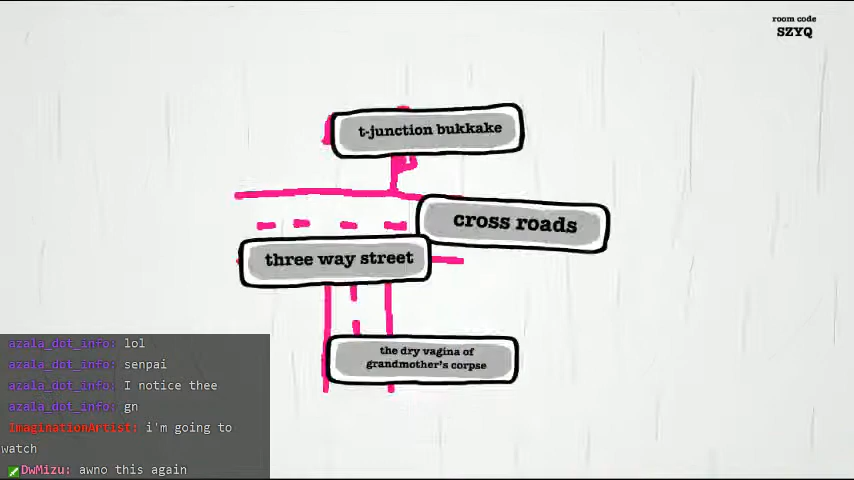 room code
SZYQ
t-junction bukkake
cross roads
three way street
the dry vagina of
grandmother's corpse
azala_dot_info: lol
azala_dot_info: senpai
azala_dot_info: I notice thee
azala_dot_info: gn
ImaginationArtist: i'm going to
watch
DwMizu: awno this again